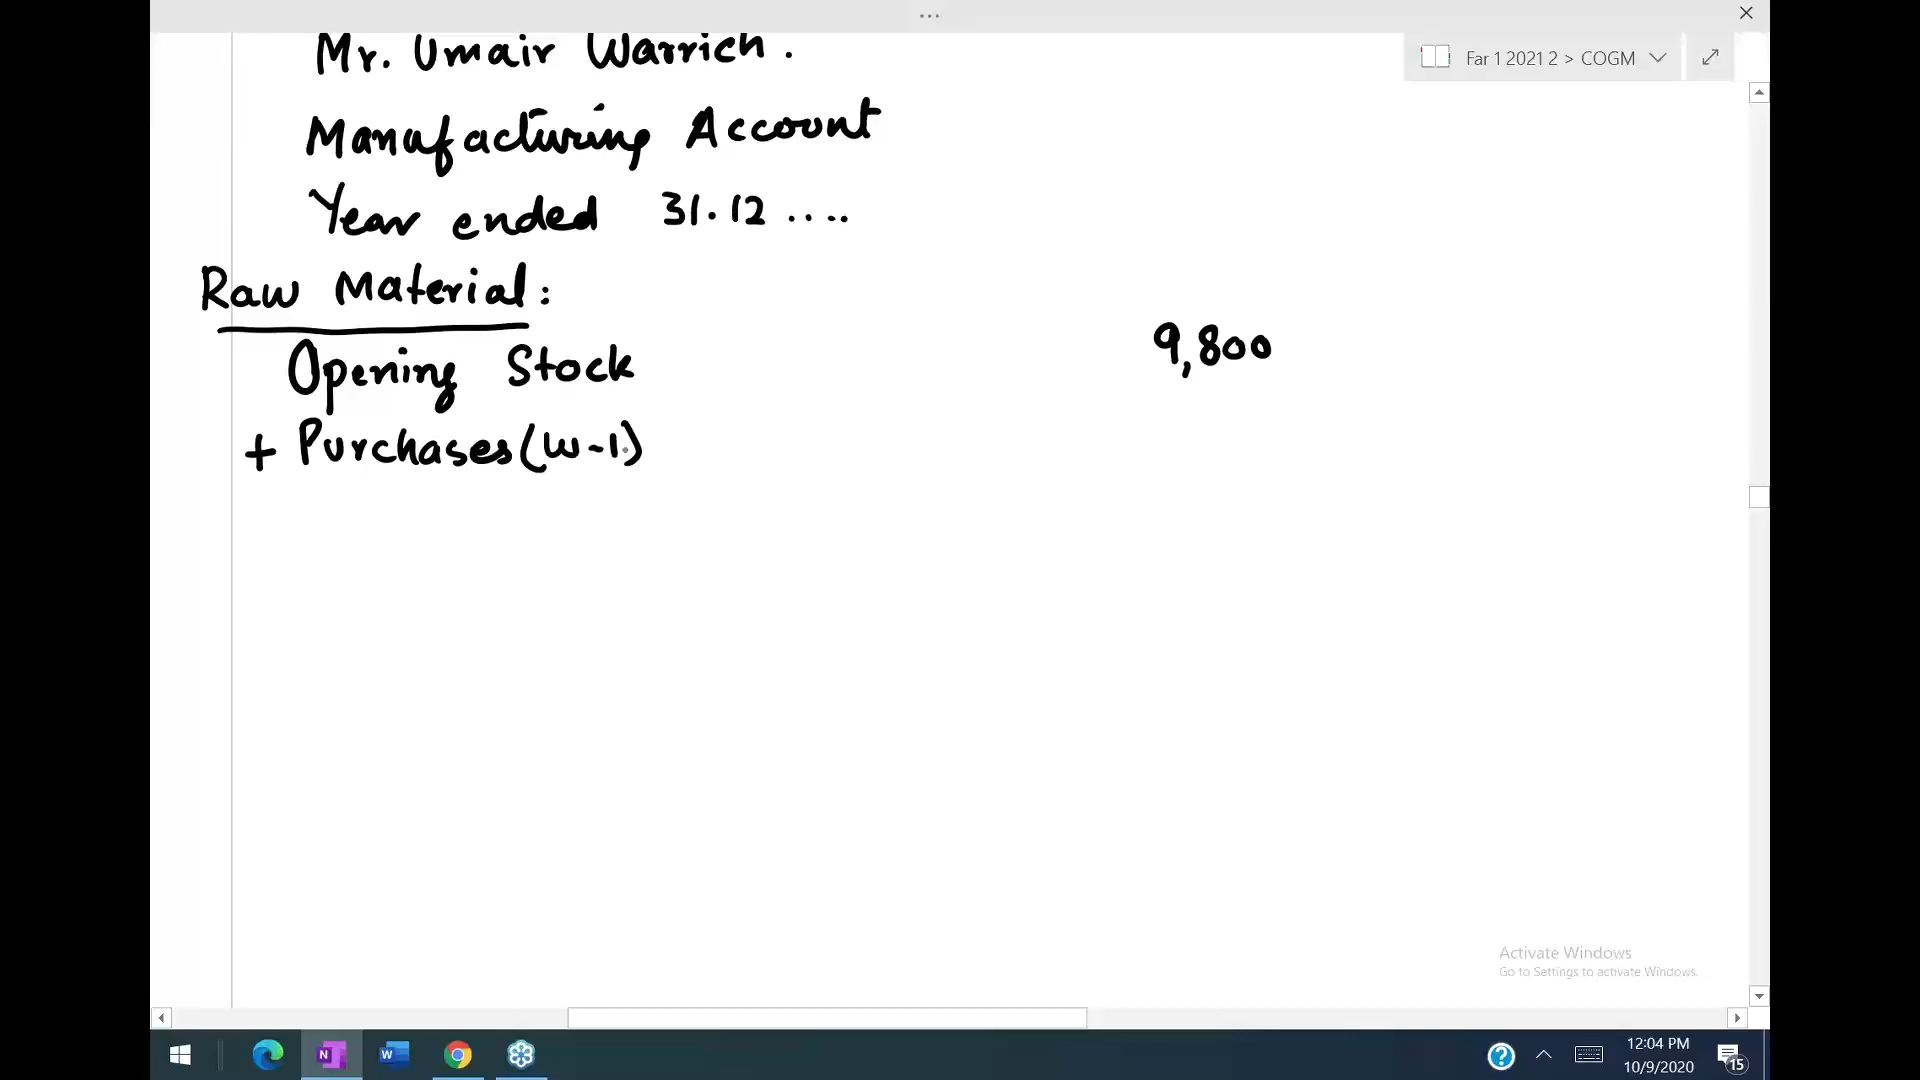 ...
Mr. Umair Warrich.
Far 1 2021 2 > COGM
Manufacturing Account
Year ended 31.12 ....
Raw Material:
Opening Stock 9,800
+ Purchases (W-1)
Activate Windows
Go to Settings to activate Windows.
12:04 PM
10/9/2020
15